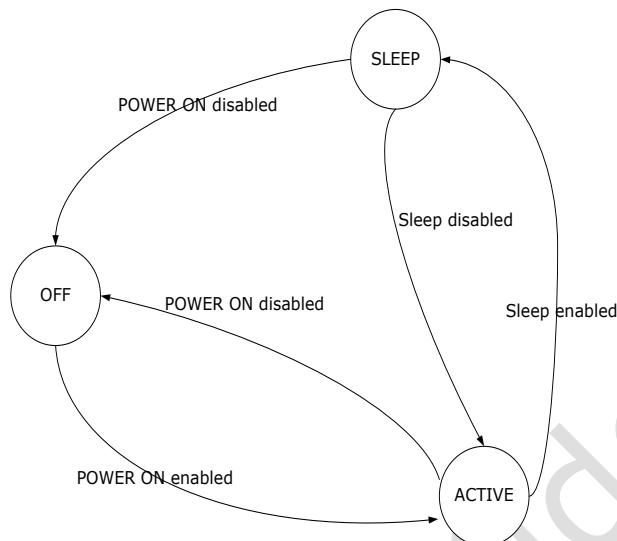 SLEEP
POWER ON disabled
Sleep disabled
OFF
POWER ON disabled
Sleep enabled
POWER ON enabled
ACTIVE